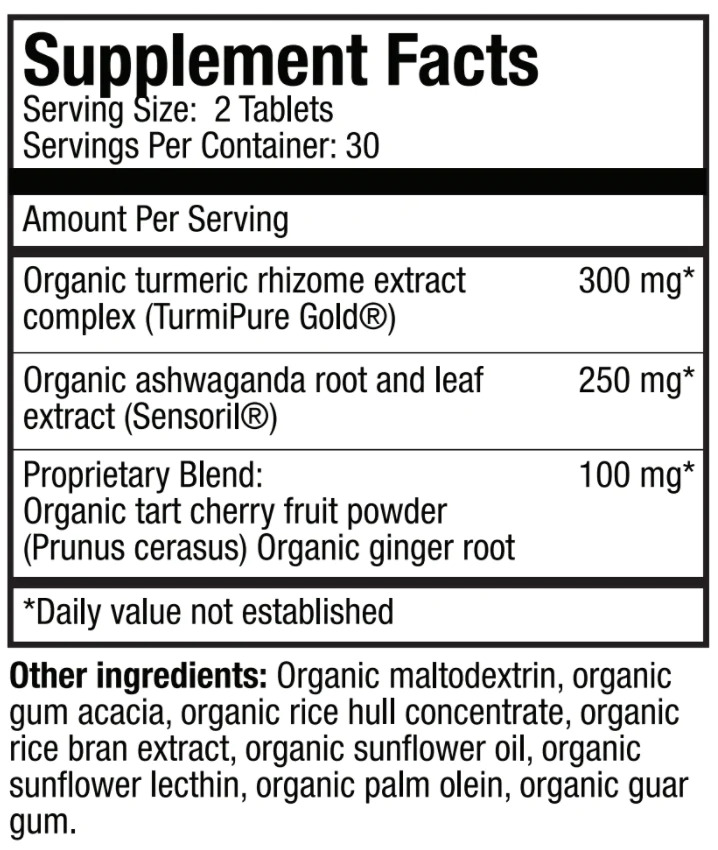 Supplement Facts
Serving Size:  2 Tablets
Servings Per Container: 30
Amount Per Serving
Organic turmeric rhizome extract 300 mg*
complex (TurmiPure Gold®)
Organic ashwaganda root and leaf 250 mg*
extract (Sensoril®)
Proprietary Blend: 100 mg*
Organic tart cherry fruit powder
(Prunus cerasus) Organic ginger root
*Daily value not established
Other ingredients: Organic maltodextrin, organic
gum acacia, organic rice hull concentrate, organic
rice bran extract, organic sunflower oil, organic
sunflower lecthin, organic palm olein, organic guar
gum.